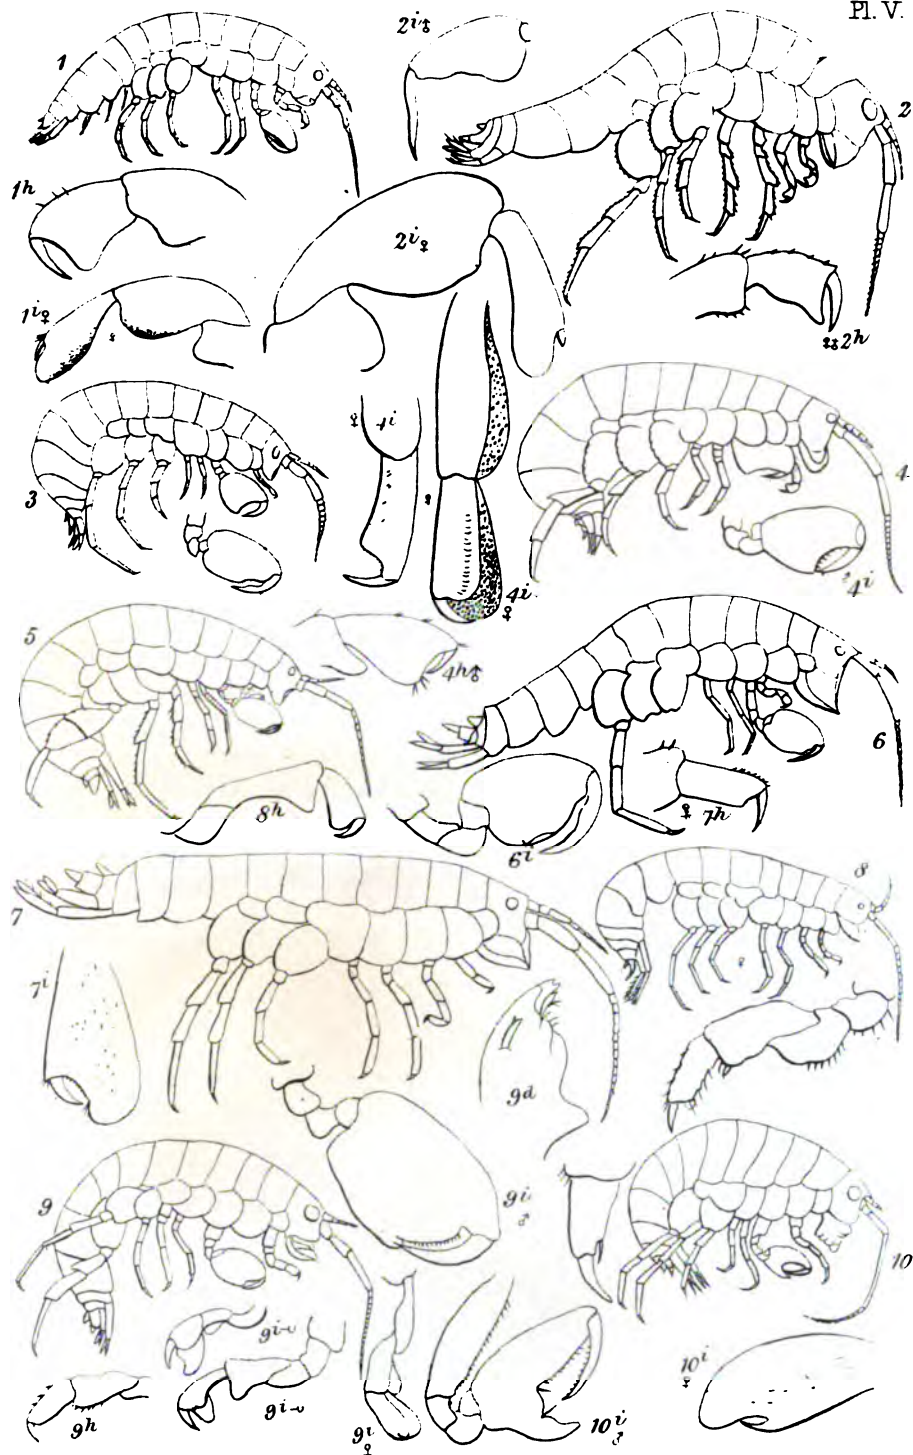 Pl. V.
1
2i♂
2
1h
2i♀
1i♀
♀♂2h
3
♀ 4i
♀
4
♂4i
4i
♀
5
4h♂
6
8h
♀ 7h
6i
7
8
7i
♀
9d
9
9i
♂
10
9i
9h
9i
9i
♀
10i
♂
10i
♀